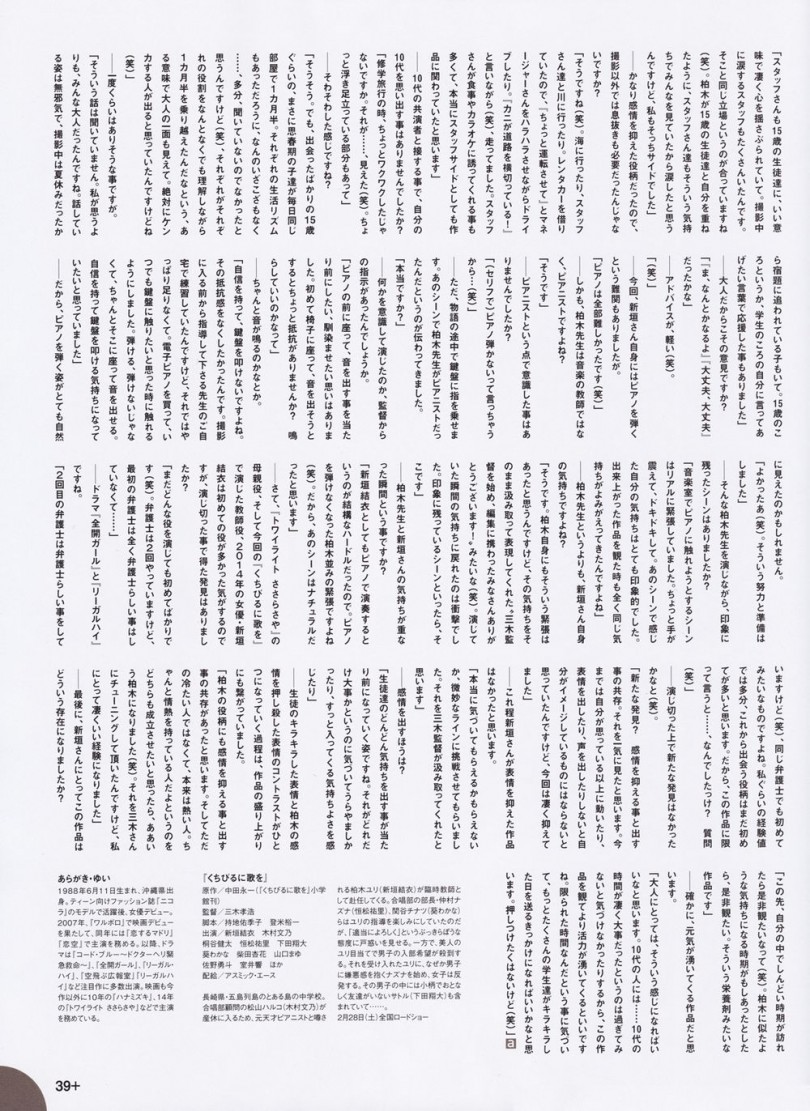 「スタッフさんも15歳の生徒達に、いい意
味で凄く心を揺さぶられていて。撮影中
に涙するスタッフもたくさんいたんです。
そこと同じ立場というのが合っていますね
(笑)。柏木が15歳の生徒達と自分を重ね
たように、スタッフさん達もそういう気持
ちでみんなを見ていたから涙したと思う
んですけど、私もそっちサイドでした」
――かなり感情を抑えた役柄だったので、
撮影以外では息抜きも必要だったんじゃな
いですか?
「そうですね(笑)。海に行ったり、スタッフ
さん達と川に行ったり。レンタカーを借り
ていたので、「ちょっと運転させて」とマネ
ージャーさんをハラハラさせながらドライ
ブしたり。「カニが道路を横切っている!」
と言いながら(笑)、走ってました。スタッフ
さんが食事やカラオケに誘ってくれる事も
多くて、本当にスタッフサイドとしても作
品に関わっていたと思います」
――10代の共演者と接する事で、自分の
10代を思い出す事はありませんでしたか?
「修学旅行の時、ちょっとワクワクしたじゃ
ないですか。それが……見えた(笑)。ちょ
っと浮き足立っている部分もあって」
――そわそわした感じですね?
「そうそう。でも、出会ったばかりの15歳
ぐらいの、まさに思春期の子達が毎日同じ
部屋で1カ月半。それぞれの生活リズム
もあっただろうに、なんのいざこざもなく
……、多分、聞いていないのでなかったと
思うんですけど(笑)、それぞれがそれぞ
れの役割をなんとなくでも理解しながら
1カ月半を乗り越えたんだなという、あ
る意味で大人の一面も見えて。絶対にケン
カする人が出ると思っていたんですけどね
(笑)」
――一度くらいはありそうな事ですが。
「そういう話は聞いていません。私が思うよ
りも、みんな大人だったんですね。話してい
る姿は無邪気で、撮影中は夏休みだったか
ら宿題に追われている子もいて。15歳のこ
ろというか、学生のころの自分に言ってあ
げたい言葉で応援した事もありました」
――大人だからこその意見ですか?
「「ま、なんとかなるよ」「大丈夫、大丈夫」
だったかな」
――アドバイスが、軽い(笑)。
「(笑)」
――今回、新垣さん自身にはピアノを弾く
という難関もありましたが。
「ピアノは全部難しかったです(笑)」
――しかも、柏木先生は音楽の教師ではな
く、ピアニストですよね?
「そうです」
――ピアニストという点で意識した事はあ
りませんでしたか?
「(セリフで)ピアノ弾かないって言っちゃう
から…(笑)」
――ただ、物語の途中で鍵盤に指を乗せま
す。あのシーンで柏木先生がピアニストだっ
たんだというのが伝わってきました。
「本当ですか?」
――何かを意識して演じたのか、監督から
の指示があったんでしょうか。
「ピアノの前に座って、音を出す事を当た
り前にしたい、馴染ませたい思いはありま
した。初めて椅子に座って、音を出そうと
するとちょっと抵抗がありませんか? 鳴
らしていいのかなって」
――ちゃんと音が鳴るのかなとか。
「自信を持って、鍵盤を叩けないですよね。
その抵抗感をなくしたかったんです。撮影
に入る前から指導して下さる先生のご自
宅で練習していたんですけど、それではや
っぱり足りなくて。電子ピアノを買って、い
つでも鍵盤に触りたいと思った時に触れる
ようにしました。弾ける、弾けないじゃな
くて、ちゃんとそこに座って音を出せる。
自信を持って鍵盤を叩ける気持ちになって
いたいと思っていました」
――だから、ピアノを弾く姿がとても自然
に見えたのかもしれません。
「よかったあ(笑)。そういう努力と準備は
しました」
――そんな柏木先生を演じながら、印象に
残ったシーンはありましたか?
「音楽室でピアノに触れようとするシーン
はリアルに緊張していました。ちょっと手が
震えて、ドキドキして。あのシーンで感じ
た自分の気持ちはとても印象的でした。
出来上がった作品を観た時も全く同じ気
持ちがよみがえってきたんですよね」
――柏木先生というよりも、新垣さん自身
の気持ちですよね?
「そうです。柏木自身にもそういう緊張は
あったと思うんですけど、その気持ちをそ
のまま汲み取って表現してくれた。三木監
督を始め、編集に携わったみなさんありが
とうございます!。みたいな(笑)。演じて
いた瞬間の気持ちに戻れたのは衝撃でし
た。印象に残っているシーンといったら、そ
こです」
――柏木先生と新垣さんの気持ちが重な
った瞬間という事ですか?
「新垣結衣としてもピアノで演奏すると
いうのが結構なハードルだったので。ピアノ
を弾けなくなった柏木並みの緊張ですよね
(笑)。だから、あのシーンはナチュラルだ
ったと思います」
――さて、『トワイライト ささらさや』の
母親役、そして今回の『くちびるに歌を』
で演じた教師役、2014年の女優・新垣
結衣は初めての役が多かった気がするので
すが、演じ切った事で得た発見はありまし
たか?
「まだどんな役を演じても初めてばかりで
す(笑)。弁護士は2回やっていますけど、
最初の弁護士は全く弁護士らしい事はし
ていなくて……」
――ドラマ『全開ガール』と『リーガルハイ』
ですね。
「2回目の弁護士は弁護士らしい事をして
いますけど(笑)、同じ弁護士でも初めて
みたいなものですよね。私ぐらいの経験値
では多分、これから出会う役柄はまだ初め
てが多いと思います。だから、この作品に限
って言うと……、なんでしたっけ? 質問
(笑)」
――演じ切った上で新たな発見はなかった
かなと(笑)。
「新たな発見? 感情を抑える事と出す
事の共存。それを一気に見たと思います。今
までは自分が思っている以上に動いたり、
表情を出したり、声を出したりしないと自
分がイメージしているものにはならないと
思っていたんですけど、今回は凄く抑えて
ました」
――これ程新垣さんが表情を抑えた作品
はなかったと思います。
「本当に気づいてもらえるかもらえない
か、微妙なラインに挑戦させてもらいまし
た。それを三木監督が汲み取ってくれたと
思います」
――感情を出すほうは?
「生徒達のどんどん気持ちを出す事が当た
り前になっていく姿ですね。それがどれだ
け大事かというのに気づいてうらやましか
ったり、すっと入ってくる気持ちよさを感
じたり」
――生徒のキラキラした表情と柏木の感
情を押し殺した表情のコントラストがひと
つになっていく過程は、作品の盛り上がり
にも繋がっていました。
「柏木の役柄にも感情を抑える事と出す
事の共存があったと思います。そしてただ
の冷たい人ではなくて、本来は熱い人。ち
ゃんと情熱を持っている人だよというのを
どちらも成立させたいと思ったら、ああい
う柏木になりました(笑)。それを三木さん
にチューニングして頂いたんですけど、私
にとって凄くいい経験になりました」
――最後に、新垣さんにとってこの作品は
どういう存在になりましたか?
「この先、自分の中でしんどい時期が訪れ
たら是非観たいなって(笑)。柏木に似たよ
うな気持ちになる時期がもしあったとした
ら、是非観たい。そういう栄養剤みたいな
作品です」
――確かに、元気が湧いてくる作品だと思
います。
「大人にとっては、そういう感じになればい
いなと思います。10代の人には……10代の
時間が凄く大事だったというのは過ぎてみ
ないと気づけなかったりするから、この作
品を観てより活力が湧いてくるといいです
ね。限られた時間なんだという事に気づい
て、もっとたくさんの学生達がキラキラし
た日を送るきっかけになればいいかなと思
います。押しつけたくはないけど(笑)」a
『くちびるに歌を』
原作/中田永一(「くちびるに歌を」小学
館刊)
監督/三木孝浩
脚本/持地佑季子 登米裕一
出演/新垣結衣 木村文乃
桐谷健太 恒松祐里 下田翔大
葵わかな 柴田杏花 山口まゆ
佐野勇斗 室井響 ほか
配給/アスミック・エース
長崎県・五島列島のとある島の中学校。
合唱部顧問の松山ハルコ(木村文乃)が
産休に入るため、元天才ピアニストと噂さ
れる柏木ユリ(新垣結衣)が臨時教師と
して赴任してくる。合唱部の部長・仲村ナ
ズナ(恒松祐里)、関谷チナツ(葵わかな)
らはユリの指導を楽しみにしていたのだ
が、「適当によろしく」というぶっきらぼうな
態度に戸惑いを見せる。一方で、美人の
ユリ目当てで男子の入部希望が殺到す
る。それを受け入れたユリに、なぜか男子
に嫌悪感を抱くナズナを始め、女子は反
発する。その男子の中には小柄でおとな
しく友達がいないサトル(下田翔大)も含
まれていて……。
2月28日(土)全国ロードショー
あらがき・ゆい
1988年6月11日生まれ、沖縄県出
身。ティーン向けファッション誌「ニコ
ラ」のモデルで活躍後、女優デビュー。
2007年、『ワルボロ』で映画デビュー
を果たして、同年には『恋するマドリ』
『恋空』で主演を務める。以降、ドラ
マは「コード・ブルー〜ドクターヘリ緊
急救命〜」、「全開ガール」、「リーガル・
ハイ」、「空飛ぶ広報室」、「リーガルハ
イ」など注目作に多数出演。映画も今
作以外に10年の『ハナミズキ』、14年
の『トワイライト ささらさや』などで主演
を務めている。
39+